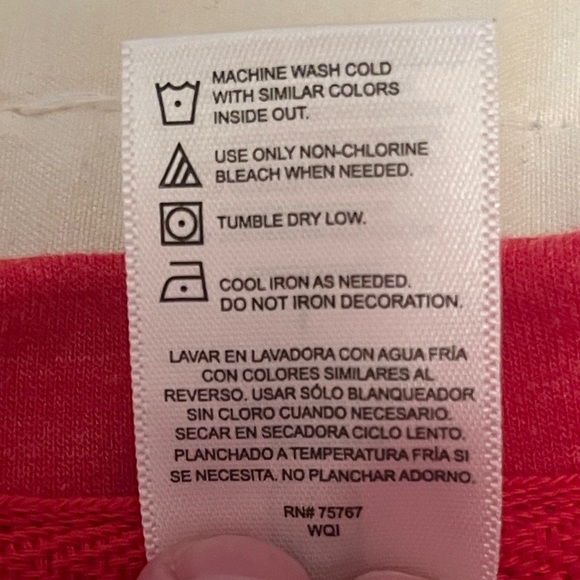 MACHINE WASH COLD
WITH SIMILAR COLORS
INSIDE OUT.
USE ONLY NON-CHLORINE
BLEACH WHEN NEEDED.
TUMBLE DRY LOW.
COOL IRON AS NEEDED.
DO NOT IRON DECORATION.
LAVAR EN LAVADORA CON AGUA FRÍA
CON COLORES SIMILARES AL
REVERSO. USAR SÓLO BLANQUEADOR
SIN CLORO CUANDO NECESARIO.
SECAR EN SECADORA CICLO LENTO.
PLANCHADO A TEMPERATURA FRÍA SI
SE NECESITA. NO PLANCHAR ADORNO.
RN# 75767
WQI